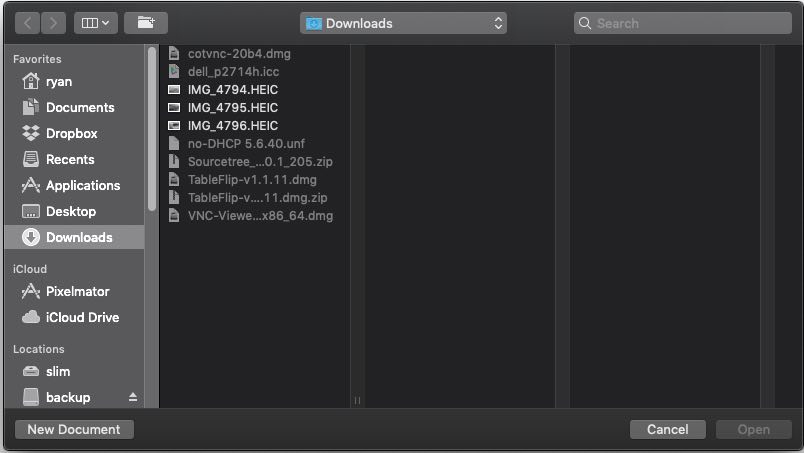 Downloads
Search
Favorites
ryan
Documents
Dropbox
Recents
Applications
Desktop
Downloads
iCloud
Pixelmator
iCloud Drive
Locations
slim
backup
cotvnc-20b4.dmg
dell_p2714h.icc
IMG_4794.HEIC
IMG_4795.HEIC
IMG_4796.HEIC
no-DHCP 5.6.40.unf
Sourcetree_...0.1_205.zip
TableFlip-v1.1.11.dmg
TableFlip-v....11.dmg.zip
VNC-Viewe...x86_64.dmg
New Document
Cancel
Open